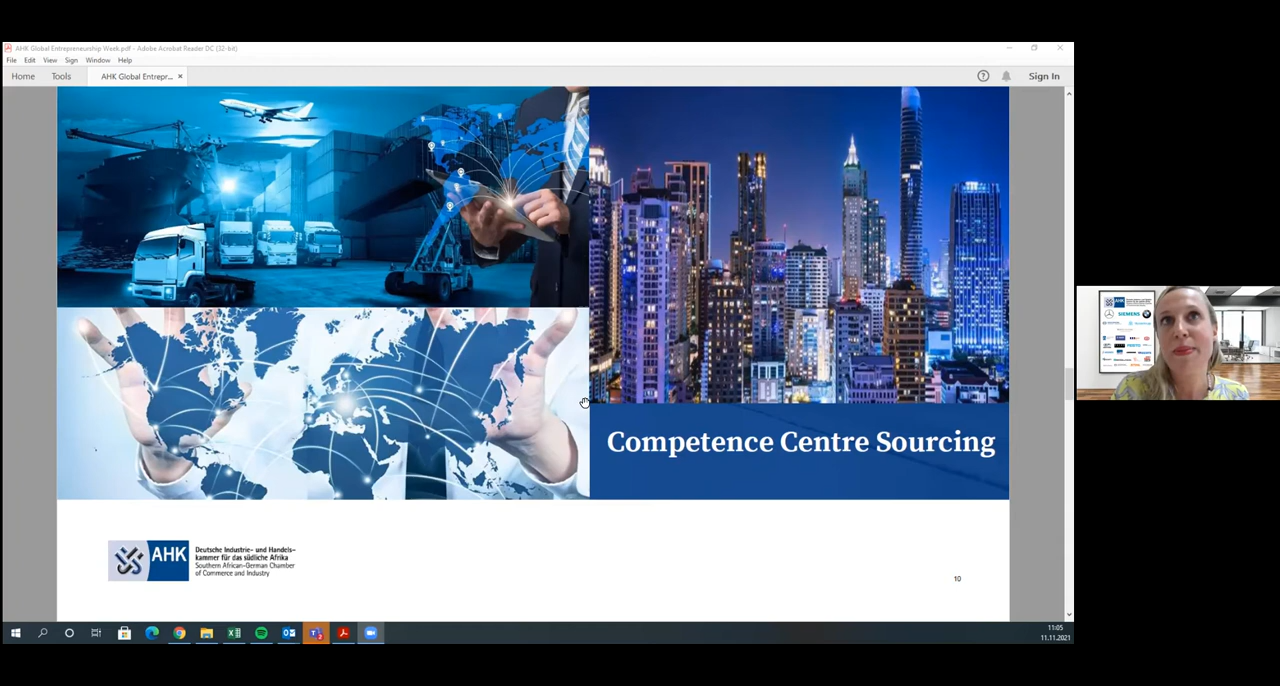 AHK Global Entrepreneurship Week.pdf - Adobe Acrobat Reader DC (32-bit)
File Edit View Sign Window Help
Home Tools AHK Global Entrepr... × Sign In
Competence Centre Sourcing
AHK
Deutsche Industrie- und Handels-
kammer für das südliche Afrika
Southern African-German Chamber
of Commerce and Industry
10
AHK
SIEMENS
11:05
11.11.2021